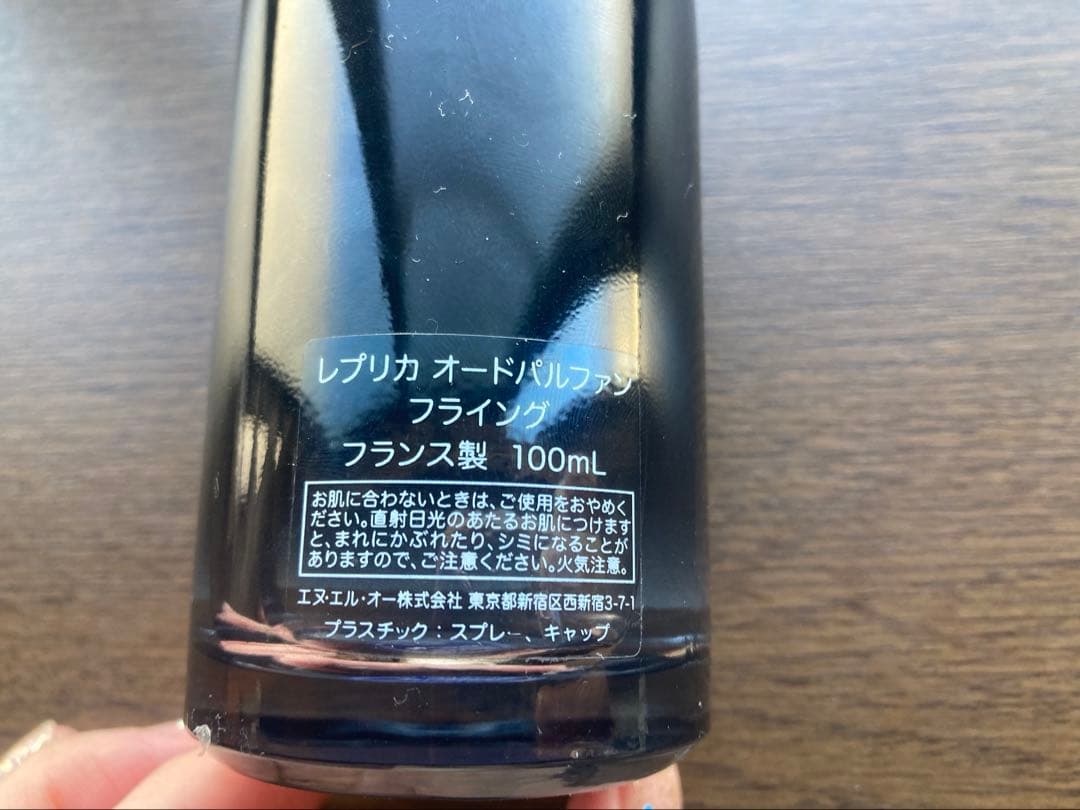 レプリカ オードパルファン
フライング
フランス製 100mL
お肌に合わないときは、ご使用をおやめく
ださい。直射日光のあたるお肌につけます
と、まれにかぶれたり、シミになることが
ありますので、ご注意ください。火気注意。
エヌ・エル・オー株式会社 東京都新宿区西新宿3-7-1
プラスチック：スプレー、キャップ